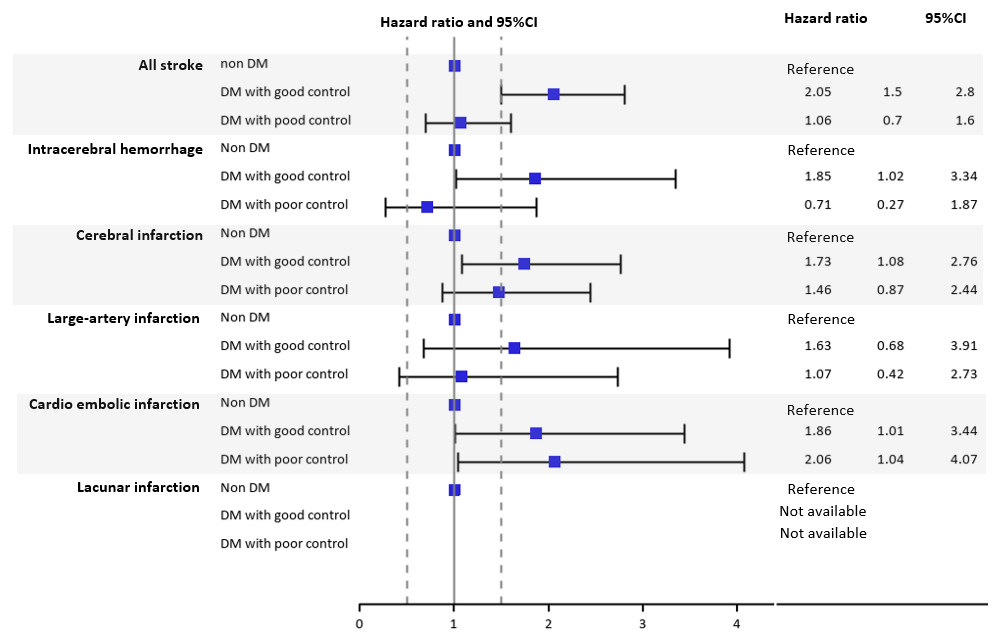 Hazard ratio and 95%CI Hazard ratio 95%CI
All stroke non DM Reference
DM with good control 2.05 1.5 2.8
DM with pood control 1.06 0.7 1.6
Intracerebral hemorrhage Non DM Reference
DM with good control 1.85 1.02 3.34
DM with poor control 0.71 0.27 1.87
Cerebral infarction Non DM Reference
DM with good control 1.73 1.08 2.76
DM with poor control 1.46 0.87 2.44
Large-artery infarction Non DM Reference
DM with good control 1.63 0.68 3.91
DM with poor control 1.07 0.42 2.73
Cardio embolic infarction Non DM Reference
DM with good control 1.86 1.01 3.44
DM with poor control 2.06 1.04 4.07
Lacunar infarction Non DM Reference
DM with good control Not available
DM with poor control Not available
0 1 2 3 4